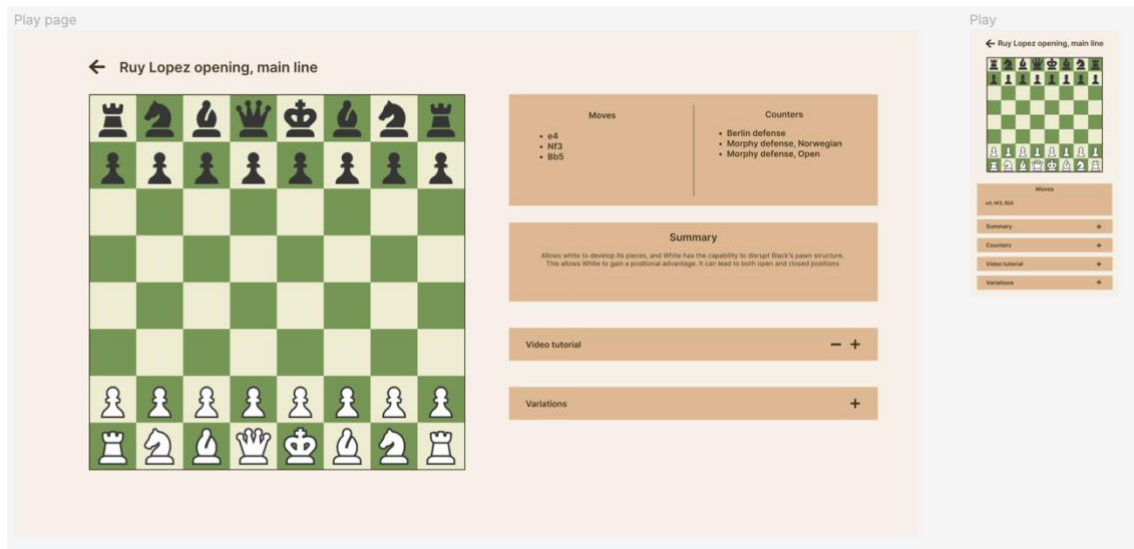 Play page
Ruy Lopez opening, main line
Moves
• e4
• Nf3
• Bb5
Counters
• Berlin defense
• Morphy defense, Norwegian
• Morphy defense, Open
Summary
Allows white to develop its pieces, and White has the capability to disrupt Black's pawn structure.
This allows White to gain a positional advantage. It can lead to both open and closed positions
Video tutorial
Variations
Play
Ruy Lopez opening, main line
Moves
e4, Nf3, Bb5
Summary
Counters
Video tutorial
Variations